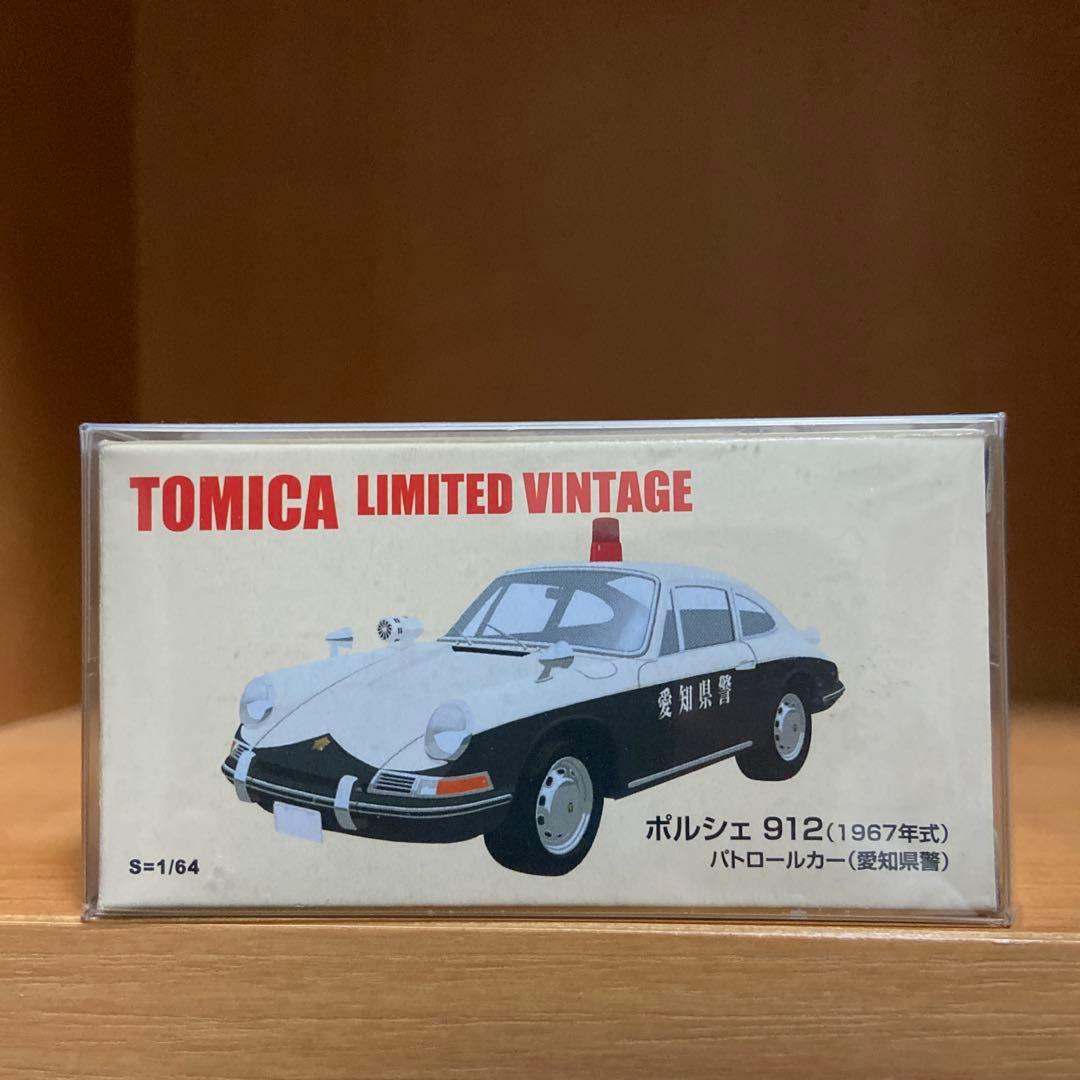 TOMICA LIMITED VINTAGE
愛知県警
ポルシェ 912(1967年式)
パトロールカー(愛知県警)
S=1/64